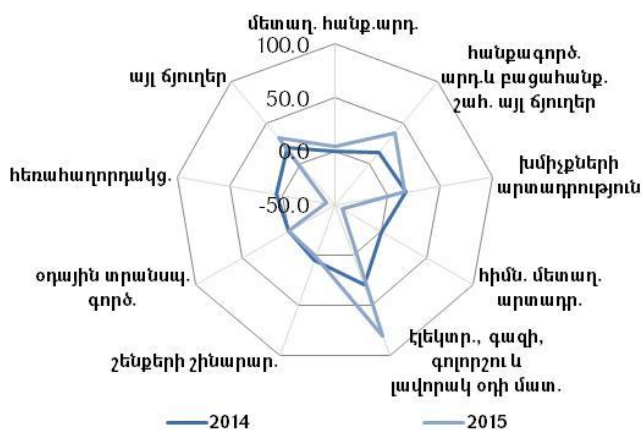 մետաղ. հանք.արդ.
100.0
հանքագործ.
արդ.և բացահանք.
շահ. այլ ճյուղեր
այլ ճյուղեր
50.0
0.0
խմիչքների
արտադրություն
հեռահաղորդակց.
-50.0
օդային տրանսպ.
գործ.
հիմն. մետաղ.
արտադր.
շենքերի շինարար.
էլեկտր., գազի,
գոլորշու և
լավորակ օդի մատ.
2014
2015